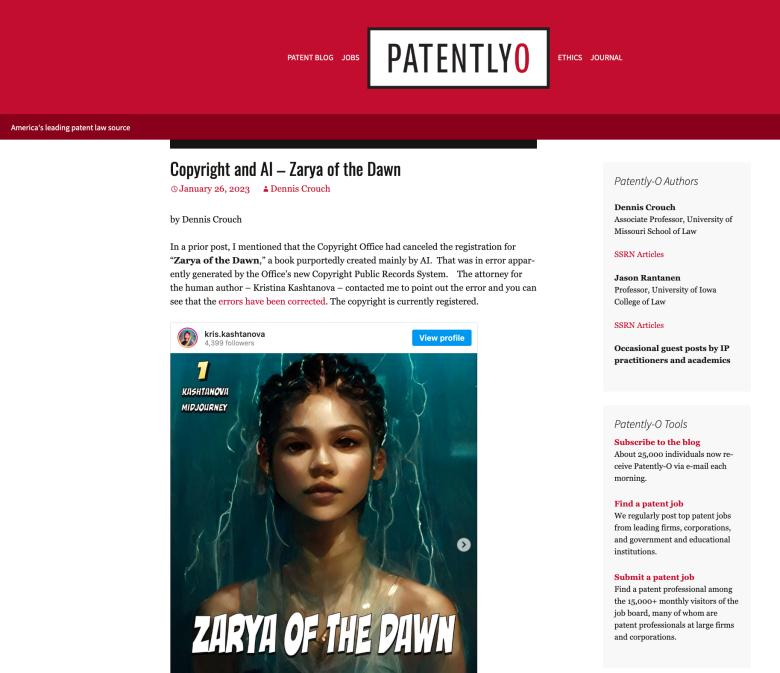 PATENT BLOG JOBS PATENTLYO ETHICS JOURNAL
America's leading patent law source
Copyright and AI – Zarya of the Dawn
January 26, 2023 Dennis Crouch
by Dennis Crouch
In a prior post, I mentioned that the Copyright Office had canceled the registration for
“Zarya of the Dawn,” a book purportedly created mainly by AI. That was in error appar-
ently generated by the Office's new Copyright Public Records System. The attorney for
the human author – Kristina Kashtanova – contacted me to point out the error and you can
see that the errors have been corrected. The copyright is currently registered.
kris.kashtanova
4,399 followers
View profile
1
KASHTANOVA
MIDJOURNEY
ZARYA OF THE DAWN
Patently-O Authors
Dennis Crouch
Associate Professor, University of
Missouri School of Law
SSRN Articles
Jason Rantanen
Professor, University of Iowa
College of Law
SSRN Articles
Occasional guest posts by IP
practitioners and academics
Patently-O Tools
Subscribe to the blog
About 25,000 individuals now re-
ceive Patently-O via e-mail each
morning.
Find a patent job
We regularly post top patent jobs
from leading firms, corporations,
and government and educational
institutions.
Submit a patent job
Find a patent professional among
the 15,000+ monthly visitors of the
job board, many of whom are
patent professionals at large firms
and corporations.